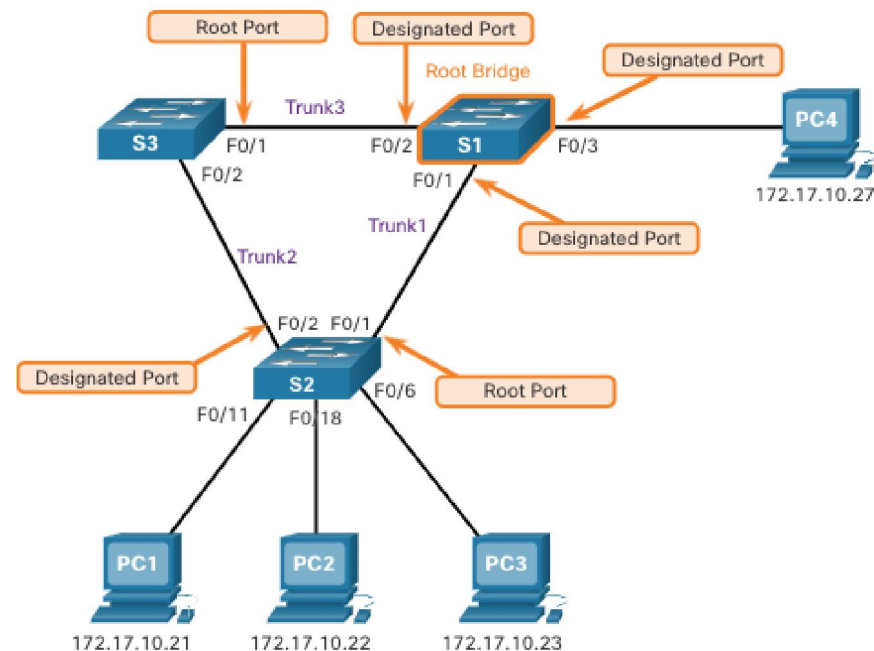 Root Port
Designated Port
Root Bridge
Designated Port
Trunk3
S3
F0/1
F0/2
S1
F0/3
PC4
F0/2
F0/1
172.17.10.27
Trunk1
Designated Port
Trunk2
F0/2
F0/1
Designated Port
S2
F0/6
Root Port
F0/11
F0/18
PC1
PC2
PC3
172.17.10.21
172.17.10.22
172.17.10.23